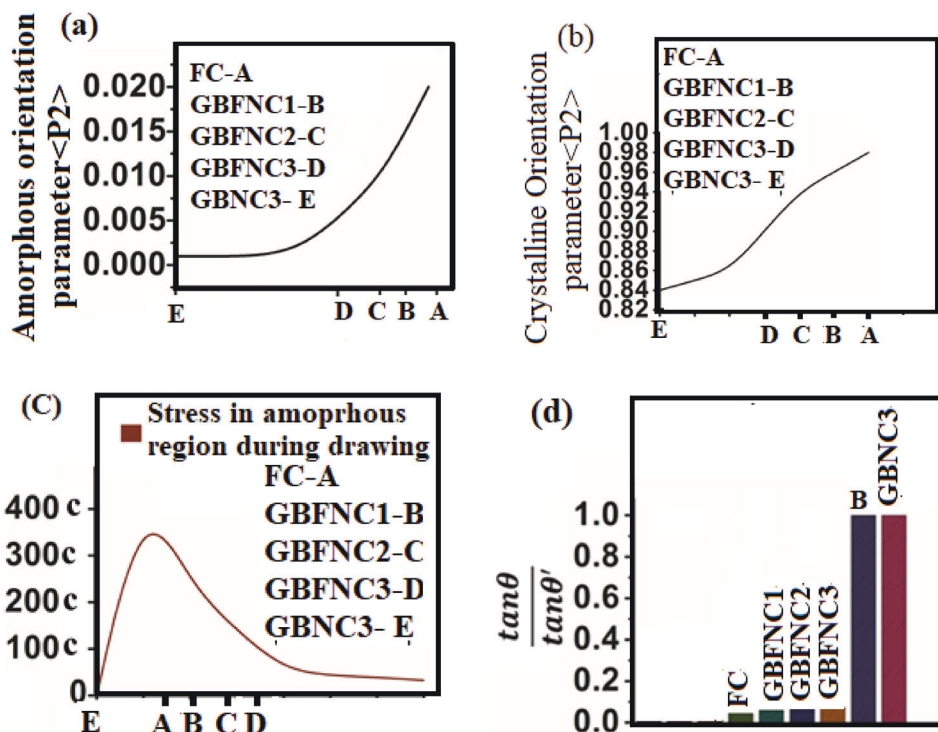 (a)
Amorphous orientation
parameter<P2>
0.020
0.015
0.010
0.005
0.000
FC-A
GBFNC1-B
GBFNC2-C
GBFNC3-D
GBNC3- E
E D C B A
(b)
Crystalline Orientation
parameter<P2>
1.00
0.98
0.96
0.94
0.92
0.90
0.88
0.86
0.84
0.82
FC-A
GBFNC1-B
GBFNC2-C
GBFNC3-D
GBNC3- E
E D C B A
(C)
Stress in amoprhous
region during drawing
FC-A
GBFNC1-B
GBFNC2-C
GBFNC3-D
GBNC3- E
400c
300c
200c
100c
0
E A B C D
(d)
tanθ
tanθ'
1.0
0.8
0.6
0.4
0.2
0.0
FC
GBFNC1
GBFNC2
GBFNC3
B
GBNC3